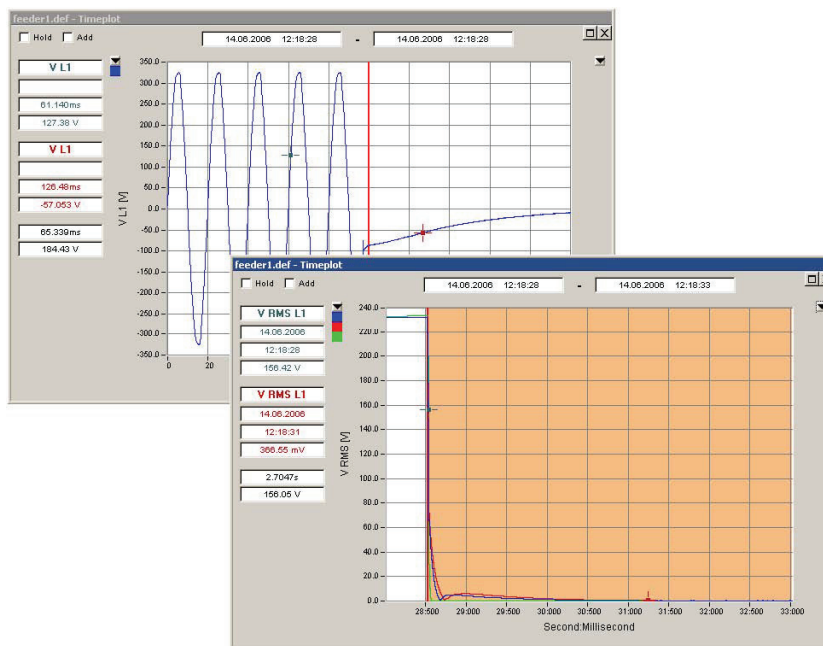 feeder1.def - Timeplot
Hold Add
14.06.2006 12:18:28 - 14.06.2006 12:18:28
V L1
61.140ms
127.38 V
V L1
126.48ms
-57.053 V
65.339ms
184.43 V
V L1 [V]
350.0
300.0
250.0
200.0
150.0
100.0
50.0
0.0
-50.0
-100.0
-150.0
-200.0
-250.0
-300.0
-350.0
0 20
feeder1.def - Timeplot
Hold Add
14.06.2006 12:18:28 - 14.06.2006 12:18:33
V RMS L1
14.06.2006
12:18:28
156.42 V
V RMS L1
14.06.2006
12:18:31
366.55 mV
2.7047s
156.05 V
V RMS [V]
240.0
220.0
200.0
180.0
160.0
140.0
120.0
100.0
80.0
60.0
40.0
20.0
0.0
28:500 29:000 29:500 30:000 30:500 31:000 31:500 32:000 32:500 33:000
Second:Millisecond